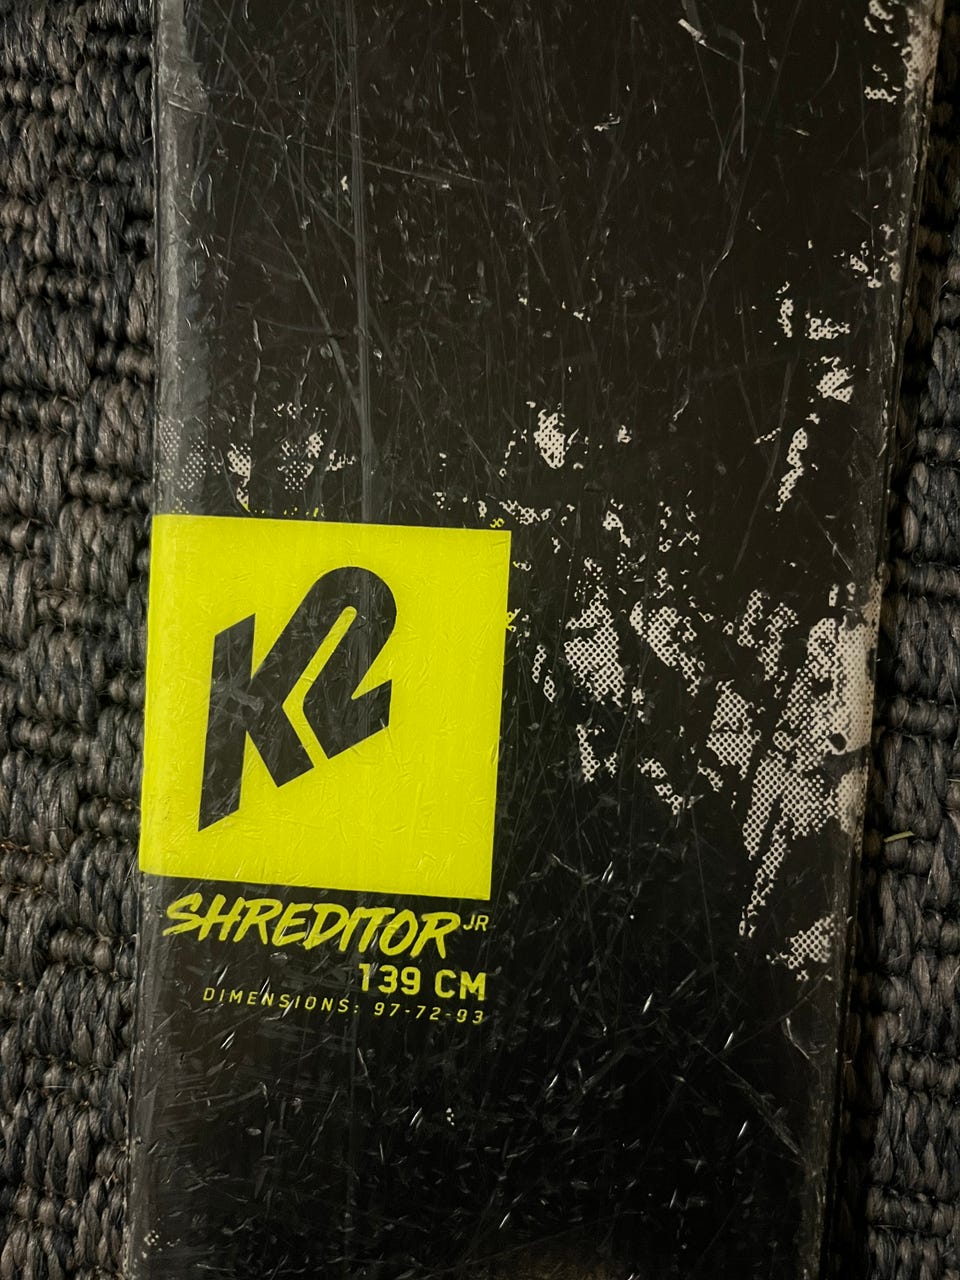 K2
SHREDITOR JR
139 CM
DIMENSIONS: 97-72-93